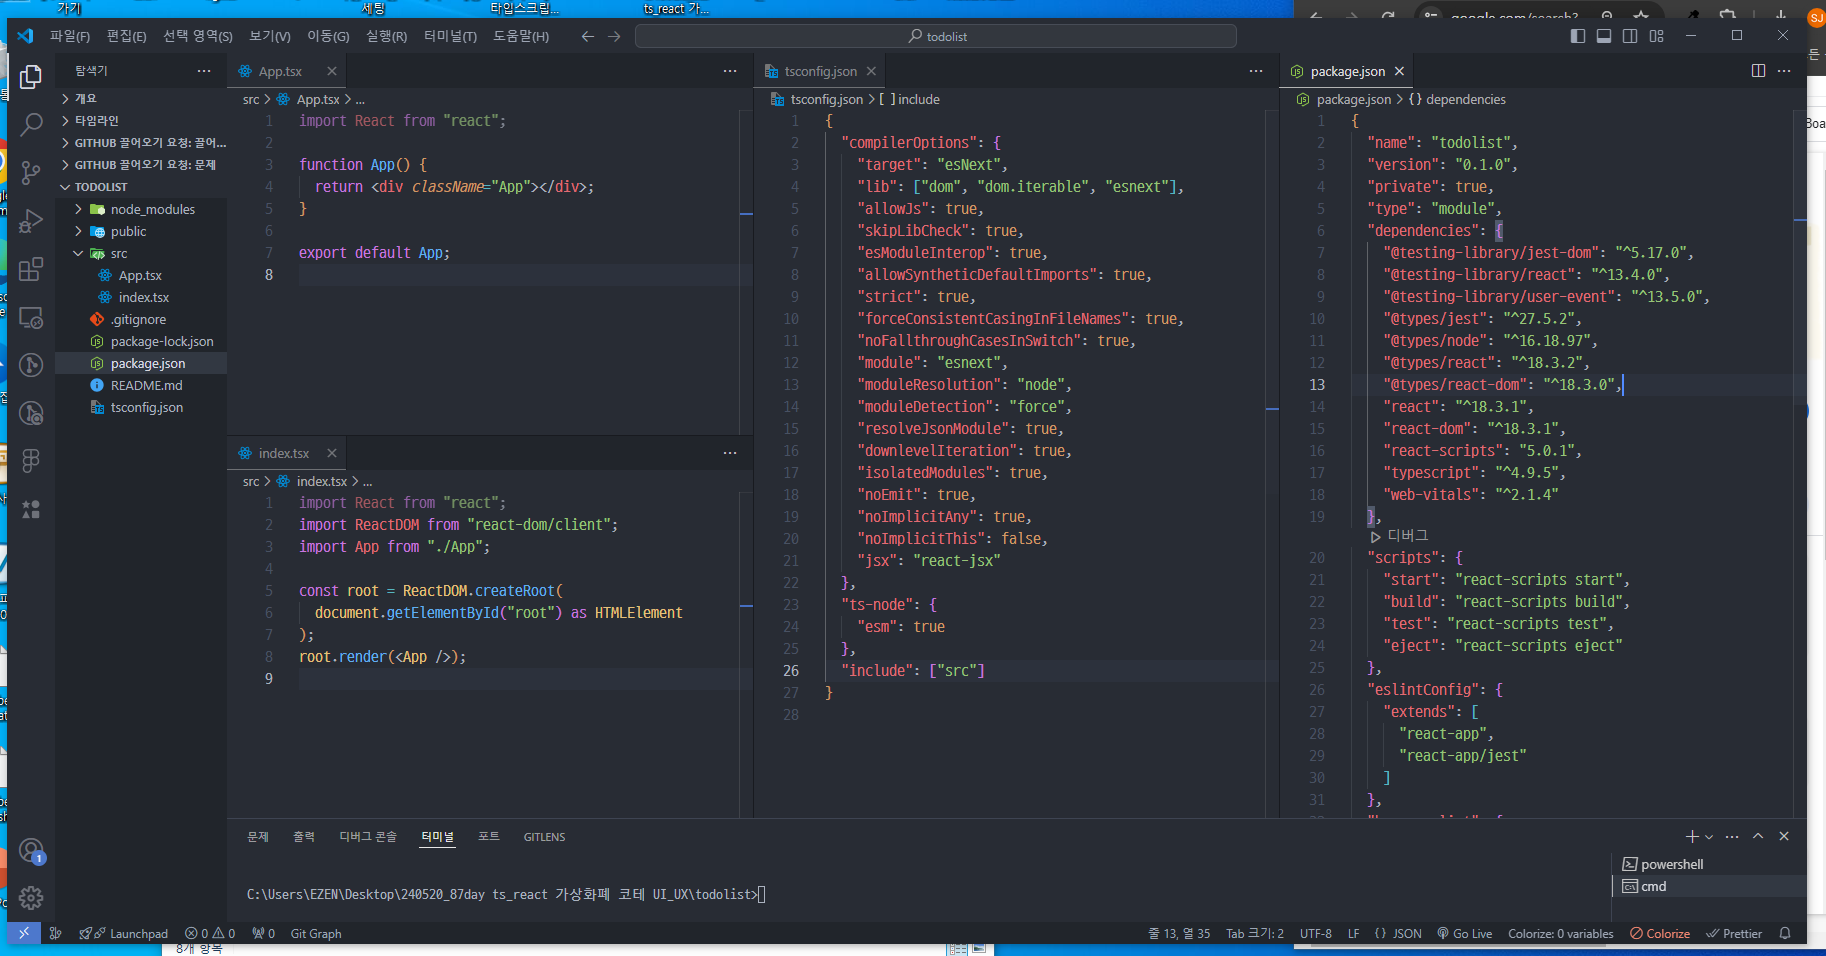 가기
세팅
타입스크립...
ts_react 가...
google.com/search?
SJ
파일(F) 편집(E) 선택 영역(S) 보기(V) 이동(G) 실행(R) 터미널(T) 도움말(H)
todolist
탐색기
개요
타임라인
GITHUB 끌어오기 요청: 끌어...
GITHUB 끌어오기 요청: 문제
TODOLIST
node_modules
public
src
App.tsx
index.tsx
.gitignore
package-lock.json
package.json
README.md
tsconfig.json
1
App.tsx
src > App.tsx > ...
1 import React from "react";
2
3 function App() {
4 return <div className="App"></div>;
5 }
6
7 export default App;
8
index.tsx
src > index.tsx > ...
1 import React from "react";
2 import ReactDOM from "react-dom/client";
3 import App from "./App";
4
5 const root = ReactDOM.createRoot(
6 document.getElementById("root") as HTMLElement
7 );
8 root.render(<App />);
9
tsconfig.json
tsconfig.json > [ ] include
1 {
2 "compilerOptions": {
3 "target": "esNext",
4 "lib": ["dom", "dom.iterable", "esnext"],
5 "allowJs": true,
6 "skipLibCheck": true,
7 "esModuleInterop": true,
8 "allowSyntheticDefaultImports": true,
9 "strict": true,
10 "forceConsistentCasingInFileNames": true,
11 "noFallthroughCasesInSwitch": true,
12 "module": "esnext",
13 "moduleResolution": "node",
14 "moduleDetection": "force",
15 "resolveJsonModule": true,
16 "downlevelIteration": true,
17 "isolatedModules": true,
18 "noEmit": true,
19 "noImplicitAny": true,
20 "noImplicitThis": false,
21 "jsx": "react-jsx"
22 },
23 "ts-node": {
24 "esm": true
25 },
26 "include": ["src"]
27 }
28
package.json
package.json > {} dependencies
1 {
2 "name": "todolist",
3 "version": "0.1.0",
4 "private": true,
5 "type": "module",
6 "dependencies": {
7 "@testing-library/jest-dom": "^5.17.0",
8 "@testing-library/react": "^13.4.0",
9 "@testing-library/user-event": "^13.5.0",
10 "@types/jest": "^27.5.2",
11 "@types/node": "^16.18.97",
12 "@types/react": "^18.3.2",
13 "@types/react-dom": "^18.3.0",
14 "react": "^18.3.1",
15 "react-dom": "^18.3.1",
16 "react-scripts": "5.0.1",
17 "typescript": "^4.9.5",
18 "web-vitals": "^2.1.4"
19 },
디버그
20 "scripts": {
21 "start": "react-scripts start",
22 "build": "react-scripts build",
23 "test": "react-scripts test",
24 "eject": "react-scripts eject"
25 },
26 "eslintConfig": {
27 "extends": [
28 "react-app",
29 "react-app/jest"
30 ]
31 },
Boa
문제 출력 디버그 콘솔 터미널 포트 GITLENS
C:\Users\EZEN\Desktop\240520_87day ts_react 가상화폐 코테 UI_UX\todolist>
powershell
cmd
Launchpad 0 0 0 Git Graph
줄 13, 열 35 Tab 크기: 2 UTF-8 LF {} JSON Go Live Colorize: 0 variables Colorize Prettier
8개 항목